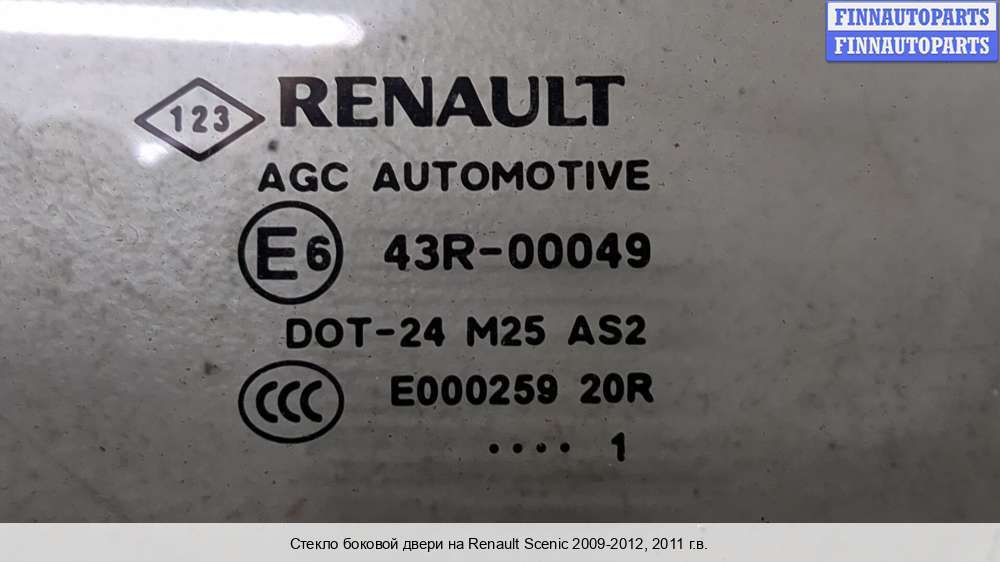 FINNAUTOPARTS
FINNAUTOPARTS
123 RENAULT
AGC AUTOMOTIVE
E6 43R-00049
DOT-24 M25 AS2
CCC E000259 20R
.... 1
Стекло боковой двери на Renault Scenic 2009-2012, 2011 г.в.